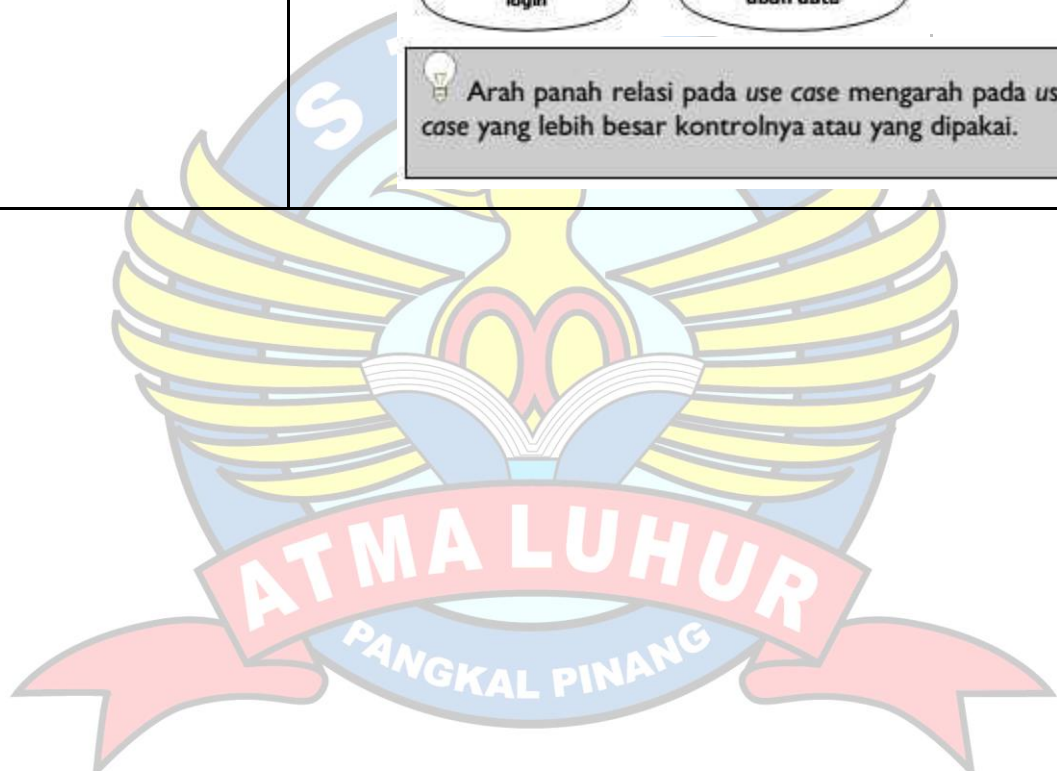 login
Arah panah relasi pada use case mengarah pada us
case yang lebih besar kontrolnya atau yang dipakai.
S T
ATMA LUHUR
PANGKAL PINANG